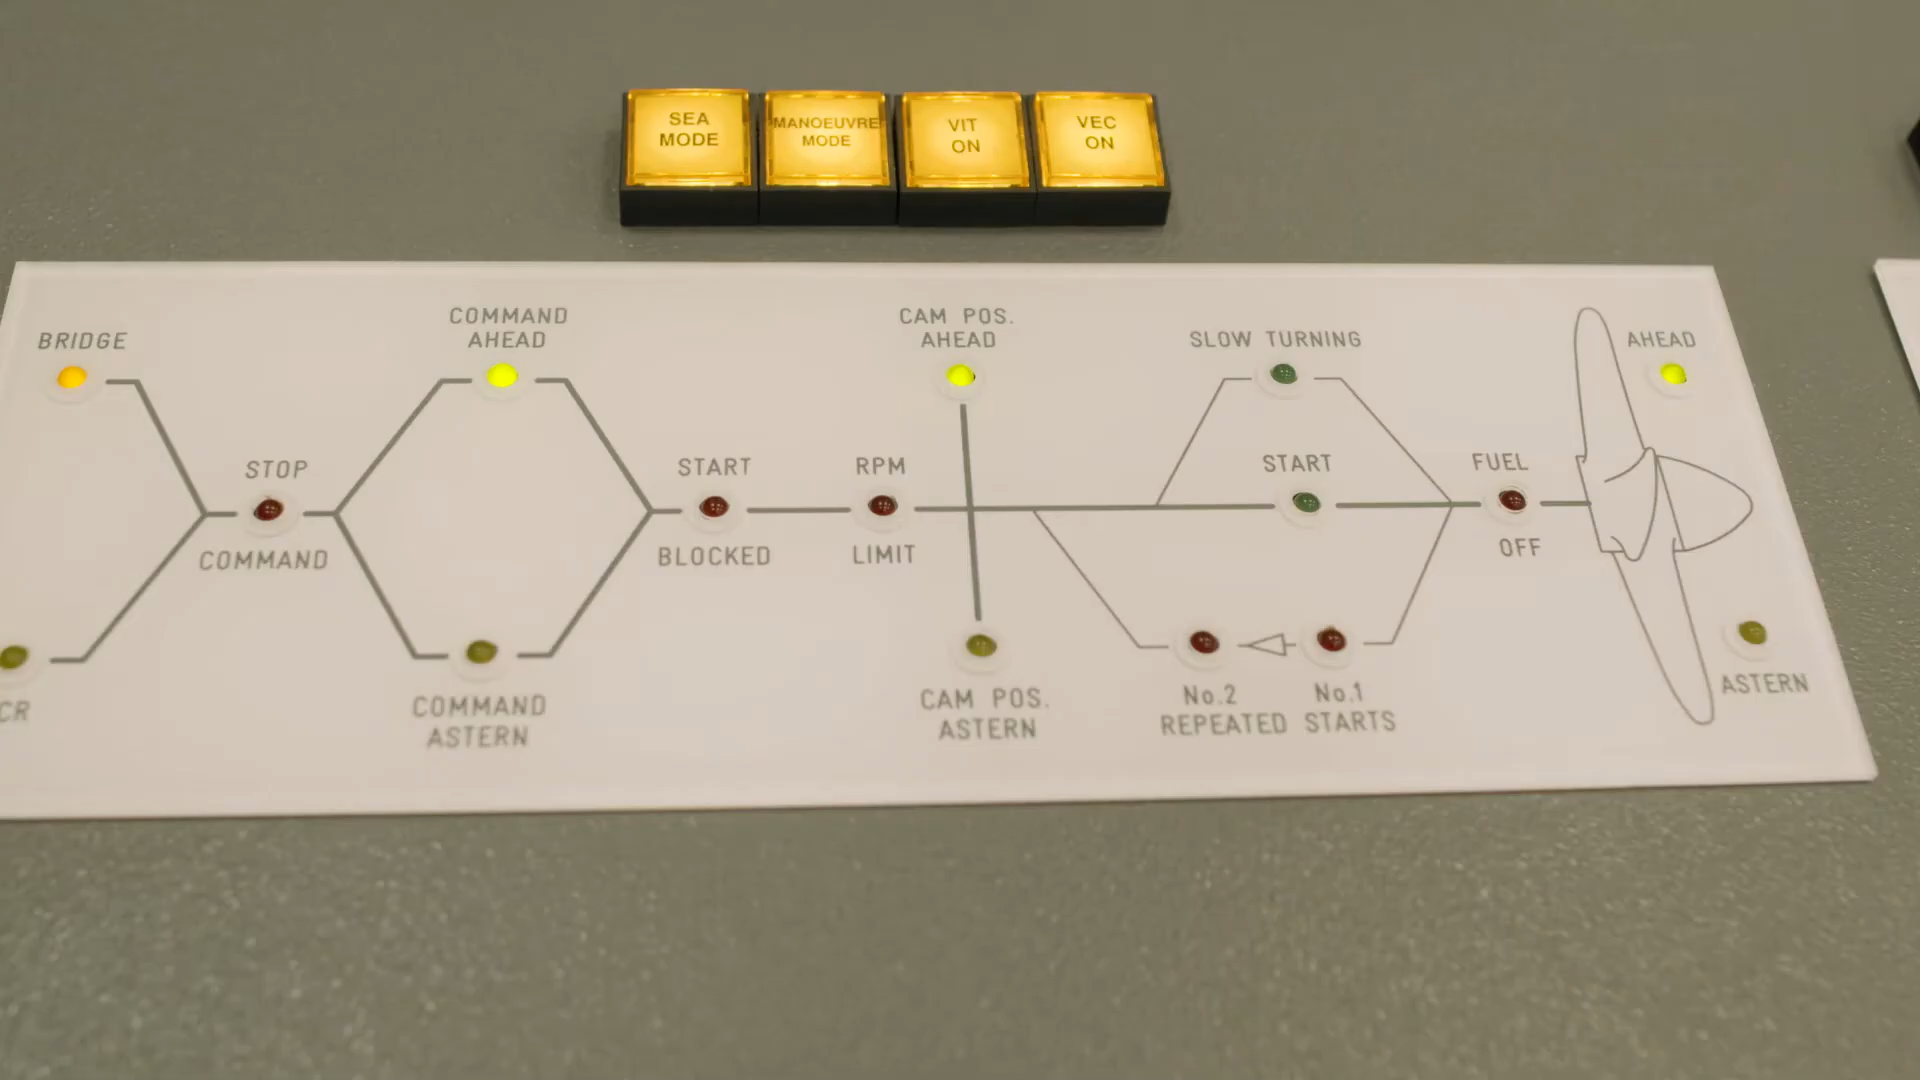 SEA
MODE
MANOEUVRE
MODE
VIT
ON
VEC
ON
BRIDGE
COMMAND
AHEAD
CAM POS.
AHEAD
SLOW TURNING
AHEAD
STOP
COMMAND
START
BLOCKED
RPM
LIMIT
START
FUEL
OFF
CR
COMMAND
ASTERN
CAM POS.
ASTERN
No.2
No.1
REPEATED STARTS
ASTERN